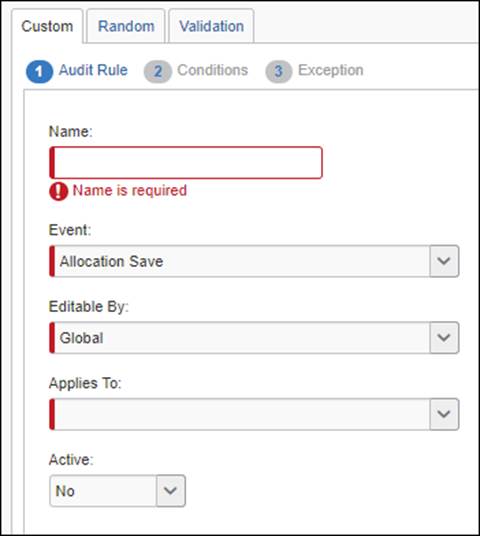 Custom Random Validation
1 Audit Rule 2 Conditions 3 Exception
Name:
! Name is required
Event:
Allocation Save
Editable By:
Global
Applies To:
Active:
No